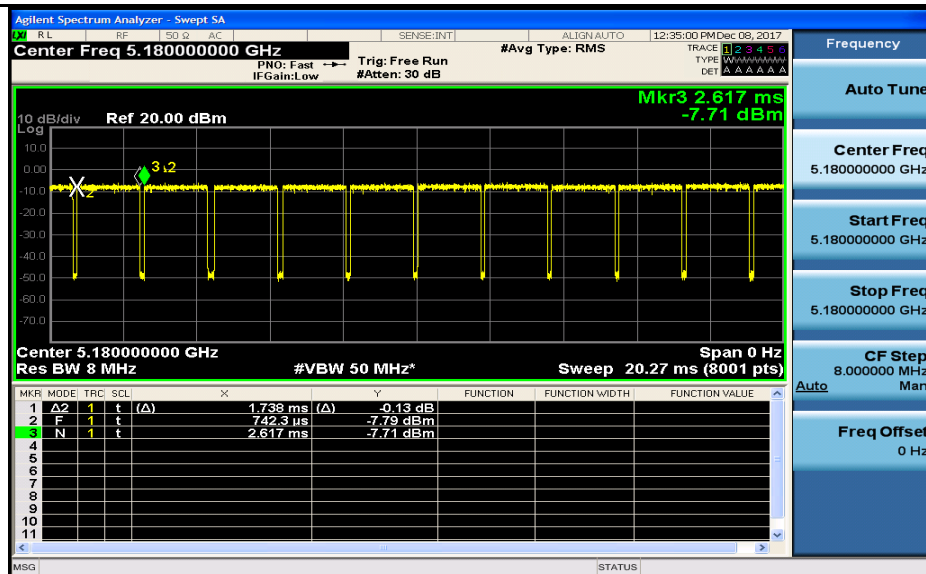 Agilent Spectrum Analyzer - Swept SA
LXI RL RF 50 Ω AC SENSE:INT ALIGN AUTO 12:35:00 PM Dec 08, 2017
Center Freq 5.180000000 GHz #Avg Type: RMS TRACE 1 2 3 4 5 6
PNO: Fast Trig: Free Run TYPE WWWWWW
IFGain:Low #Atten: 30 dB DET A A A A A A
Mkr3 2.617 ms
10 dB/div Ref 20.00 dBm -7.71 dBm
Log
10.0
0.00
3 2
-10.0
2
-20.0
-30.0
-40.0
-50.0
-60.0
-70.0
Center 5.180000000 GHz Span 0 Hz
Res BW 8 MHz #VBW 50 MHz* Sweep 20.27 ms (8001 pts)
MKR MODE TRC SCL X Y FUNCTION FUNCTION WIDTH FUNCTION VALUE
1 Δ2 1 t (Δ) 1.738 ms (Δ) -0.13 dB
2 F 1 t 742.3 µs -7.79 dBm
3 N 1 t 2.617 ms -7.71 dBm
4
5
6
7
8
9
10
11
MSG STATUS
Frequency
Auto Tune
Center Freq
5.180000000 GHz
Start Freq
5.180000000 GHz
Stop Freq
5.180000000 GHz
CF Step
8.000000 MHz
Auto Man
Freq Offset
0 Hz